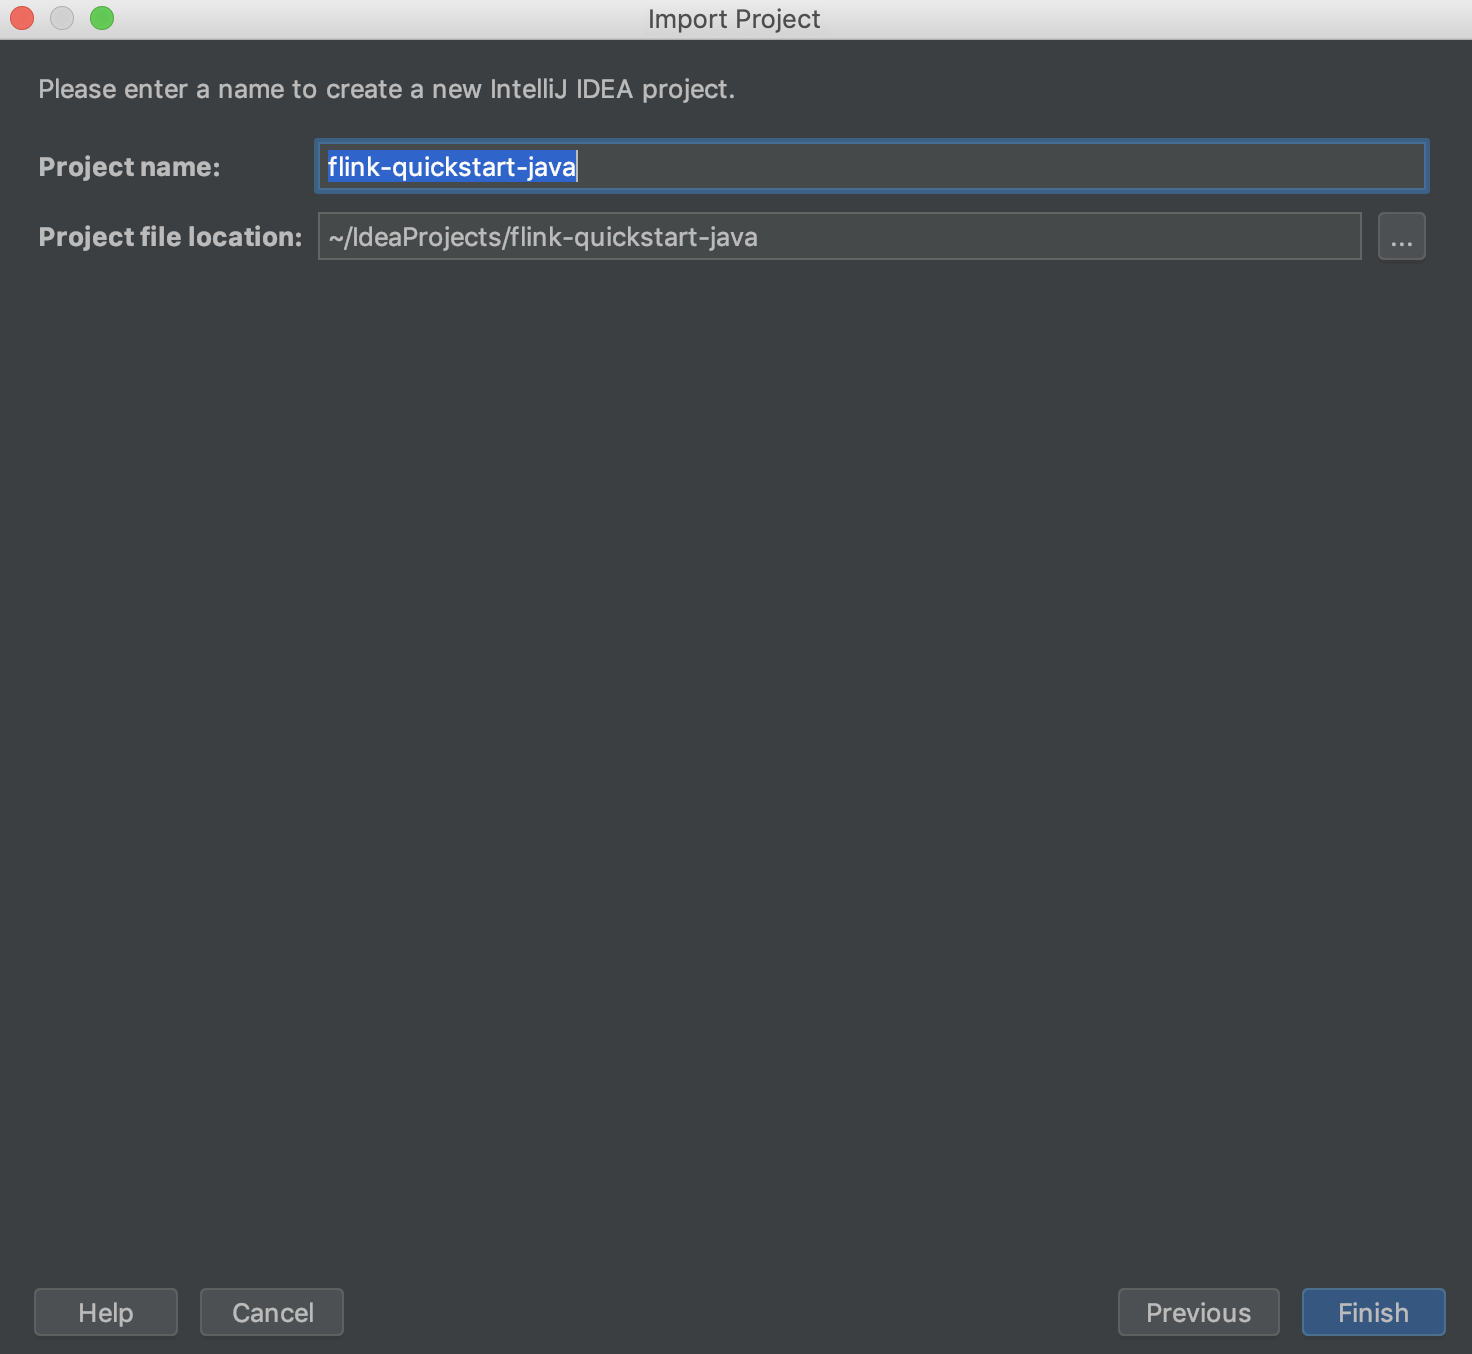 Import Project
Please enter a name to create a new IntelliJ IDEA project.
Project name: flink-quickstart-java
Project file location: ~/IdeaProjects/flink-quickstart-java ...
Help Cancel Previous Finish